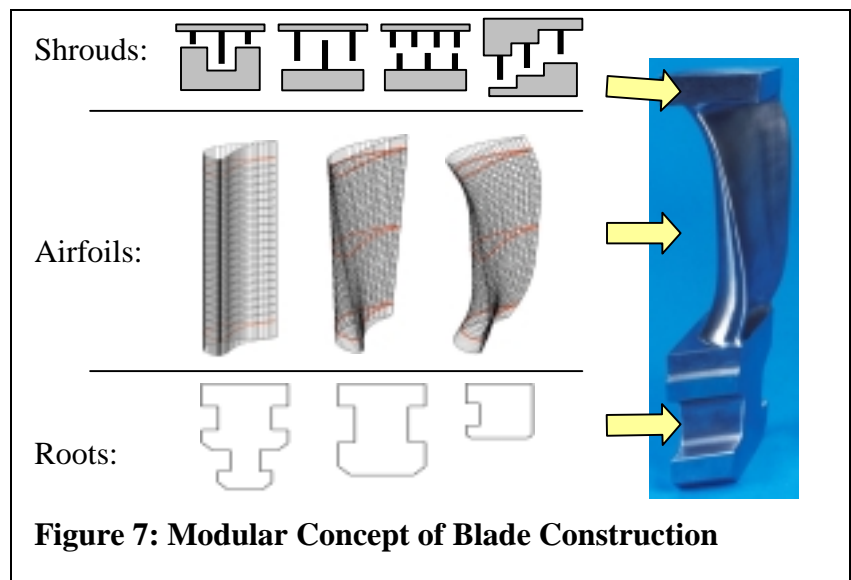 Shrouds:
Airfoils:
Roots:
Figure 7: Modular Concept of Blade Construction